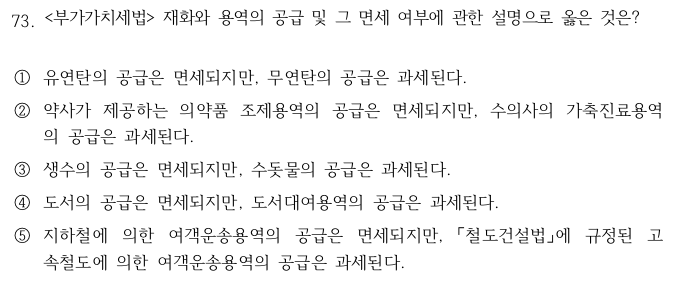 73. <부가가치세법> 재화와 용역의 공급 및 그 면세 여부에 관한 설명으로 옳은 것은?
① 유연탄의 공급은 면세되지만, 무연탄의 공급은 과세된다.
② 약사가 제공하는 의약품 조제용역의 공급은 면세되지만, 수의사의 가축진료용역
의 공급은 과세된다.
③ 생수의 공급은 면세되지만, 수돗물의 공급은 과세된다.
④ 도서의 공급은 면세되지만, 도서대여용역의 공급은 과세된다.
⑤ 지하철에 의한 여객운송용역의 공급은 면세되지만, 「철도건설법」에 규정된 고
속철도에 의한 여객운송용역의 공급은 과세된다.